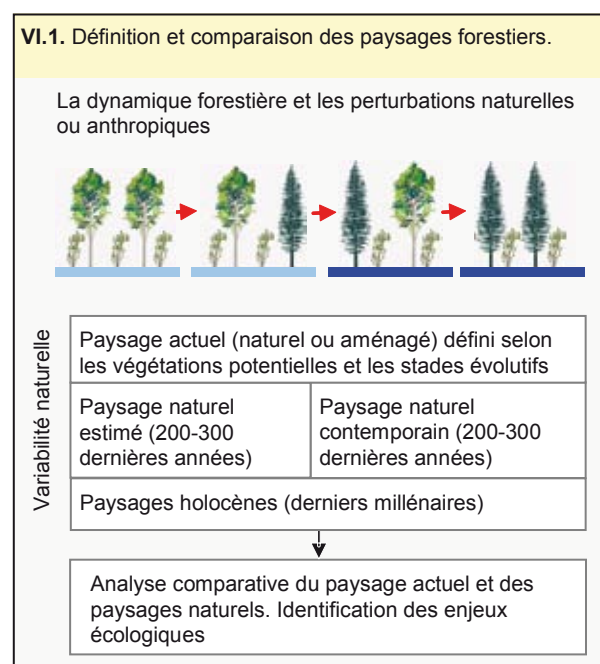 VI.1. Définition et comparaison des paysages forestiers.
La dynamique forestière et les perturbations naturelles
ou anthropiques
Variabilité naturelle
Paysage actuel (naturel ou aménagé) défini selon
les végétations potentielles et les stades évolutifs
Paysage naturel
estimé (200-300
dernières années)
Paysage naturel
contemporain (200-300
dernières années)
Paysages holocènes (derniers millénaires)
Analyse comparative du paysage actuel et des
paysages naturels. Identification des enjeux
écologiques